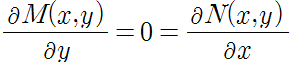 ∂M(x,y)/∂y = 0 = ∂N(x,y)/∂x